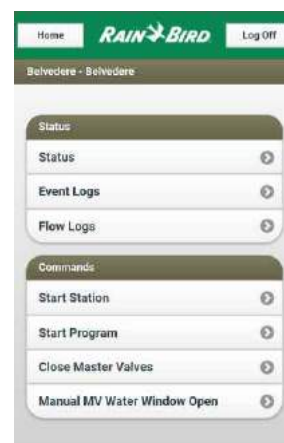 Home
RAIN BIRD
Log Off
Belvedere - Belvedere
Status
Status
Event Logs
Flow Logs
Commands
Start Station
Start Program
Close Master Valves
Manual MV Water Window Open